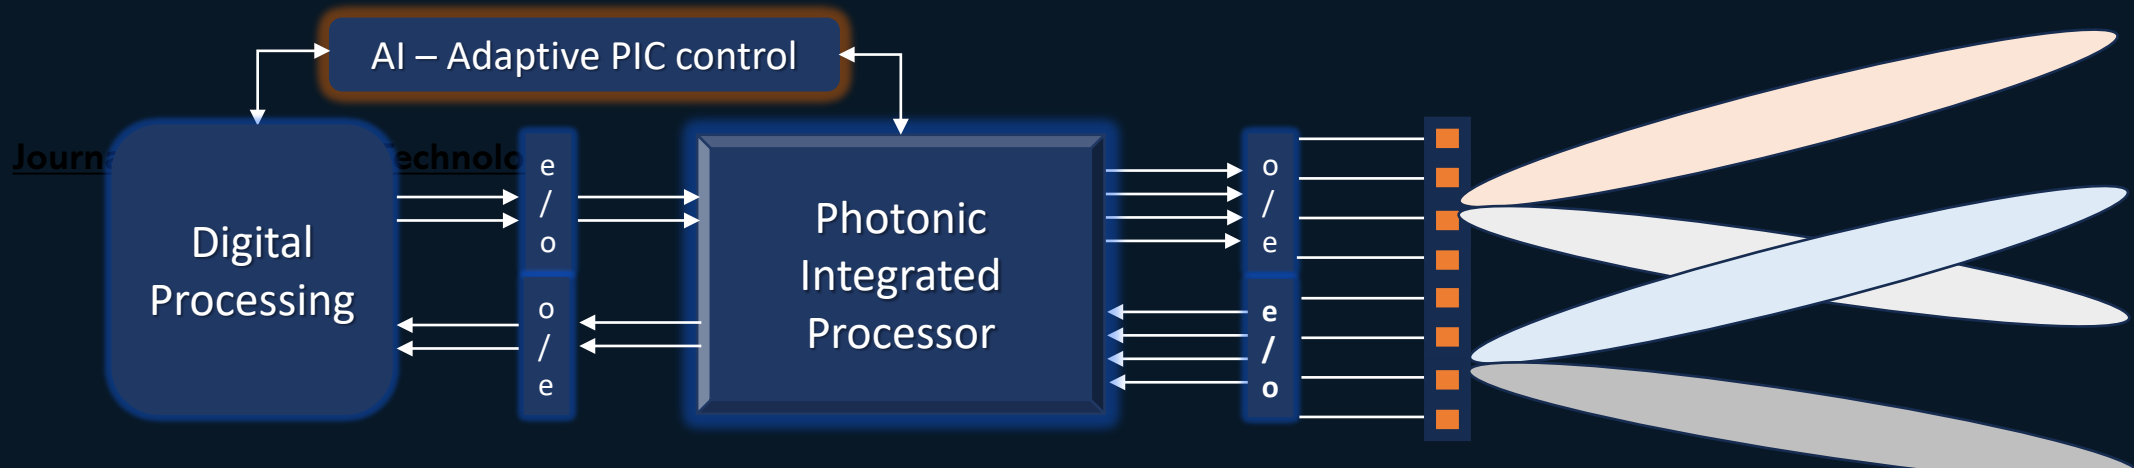 AI – Adaptive PIC control
Digital
Processing
e
/
o
o
/
e
Photonic
Integrated
Processor
o
/
e
e
/
o